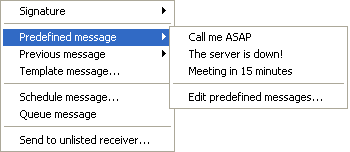 Signature
Predefined message
Previous message
Template message...
Schedule message...
Queue message
Send to unlisted receiver...
Call me ASAP
The server is down!
Meeting in 15 minutes
Edit predefined messages...